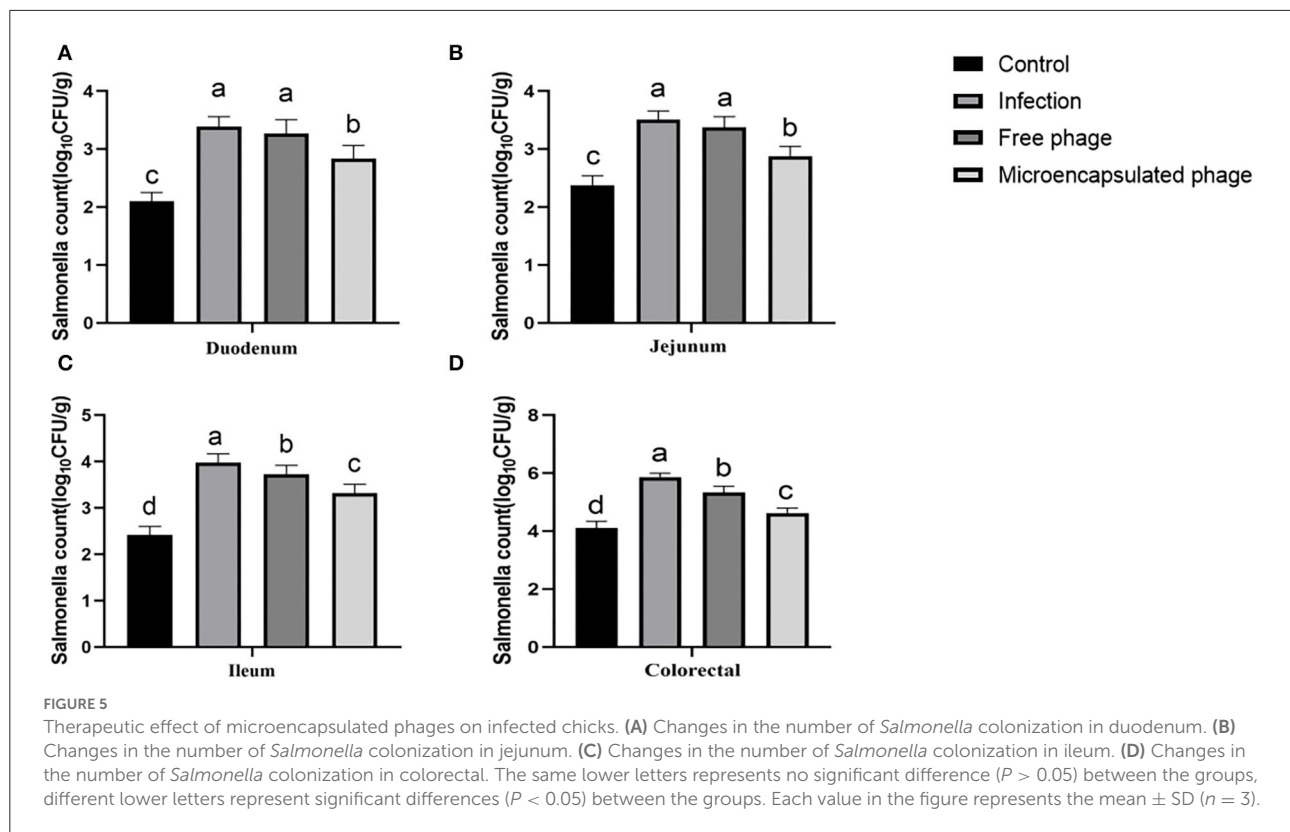 A
Salmonella count(log₁₀CFU/g)
4
3
2
1
0
c
a
a
b
Duodenum
B
Salmonella count(log₁₀CFU/g)
4
3
2
1
0
c
a
a
b
Jejunum
Control
Infection
Free phage
Microencapsulated phage
C
Salmonella count(log₁₀CFU/g)
5
4
3
2
1
0
d
a
b
c
Ileum
D
Salmonella count(log₁₀CFU/g)
8
6
4
2
0
d
a
b
c
Colorectal
FIGURE 5
Therapeutic effect of microencapsulated phages on infected chicks. (A) Changes in the number of Salmonella colonization in duodenum. (B)
Changes in the number of Salmonella colonization in jejunum. (C) Changes in the number of Salmonella colonization in ileum. (D) Changes in
the number of Salmonella colonization in colorectal. The same lower letters represents no significant difference (P > 0.05) between the groups,
different lower letters represent significant differences (P < 0.05) between the groups. Each value in the figure represents the mean ± SD (n = 3).